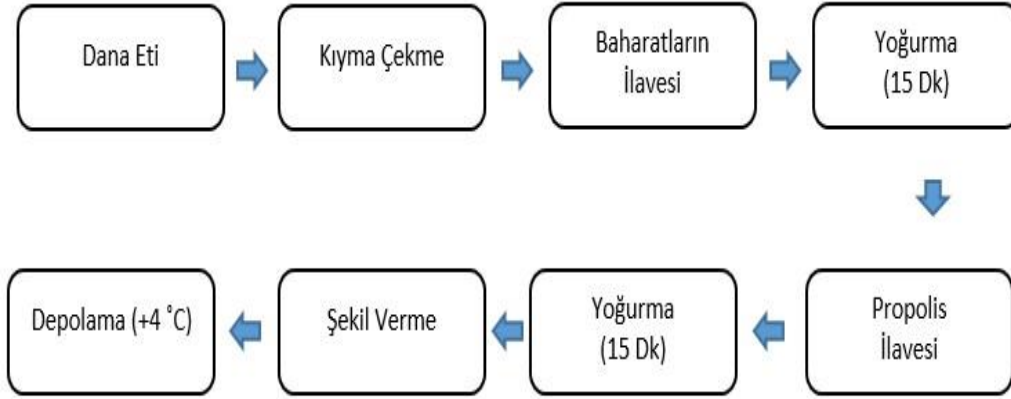 Dana Eti
Kıyma Çekme
Baharatların
İlavesi
Yoğurma
(15 Dk)
Propolis
İlavesi
Yoğurma
(15 Dk)
Şekil Verme
Depolama (+4 ˚C)